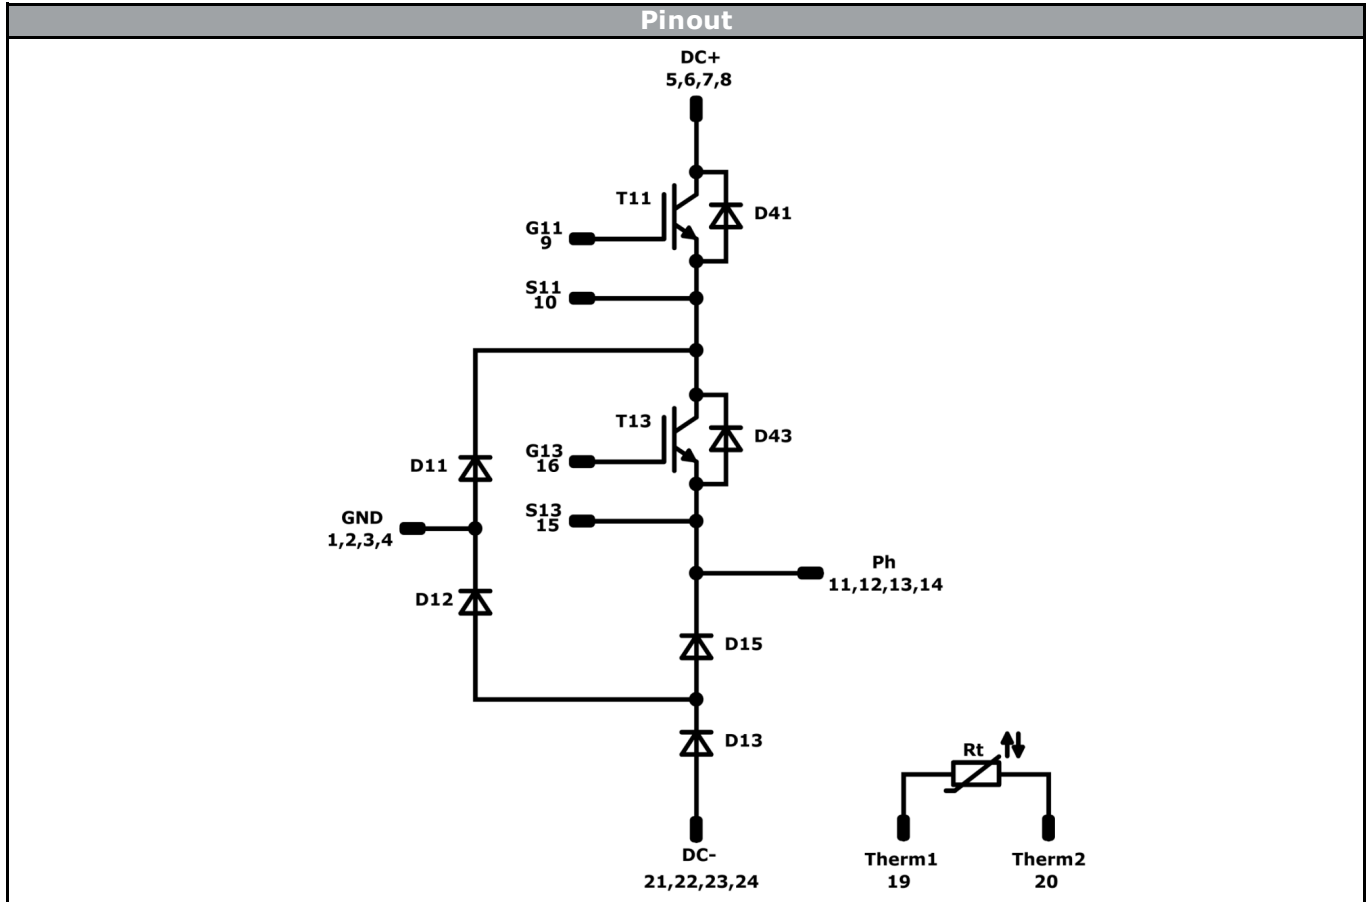 Pinout
DC+
5,6,7,8
T11
D41
G11
9
S11
10
T13
D43
G13
16
D11
S13
15
GND
1,2,3,4
Ph
11,12,13,14
D12
D15
D13
Rt
DC-
21,22,23,24
Therm1
19
Therm2
20